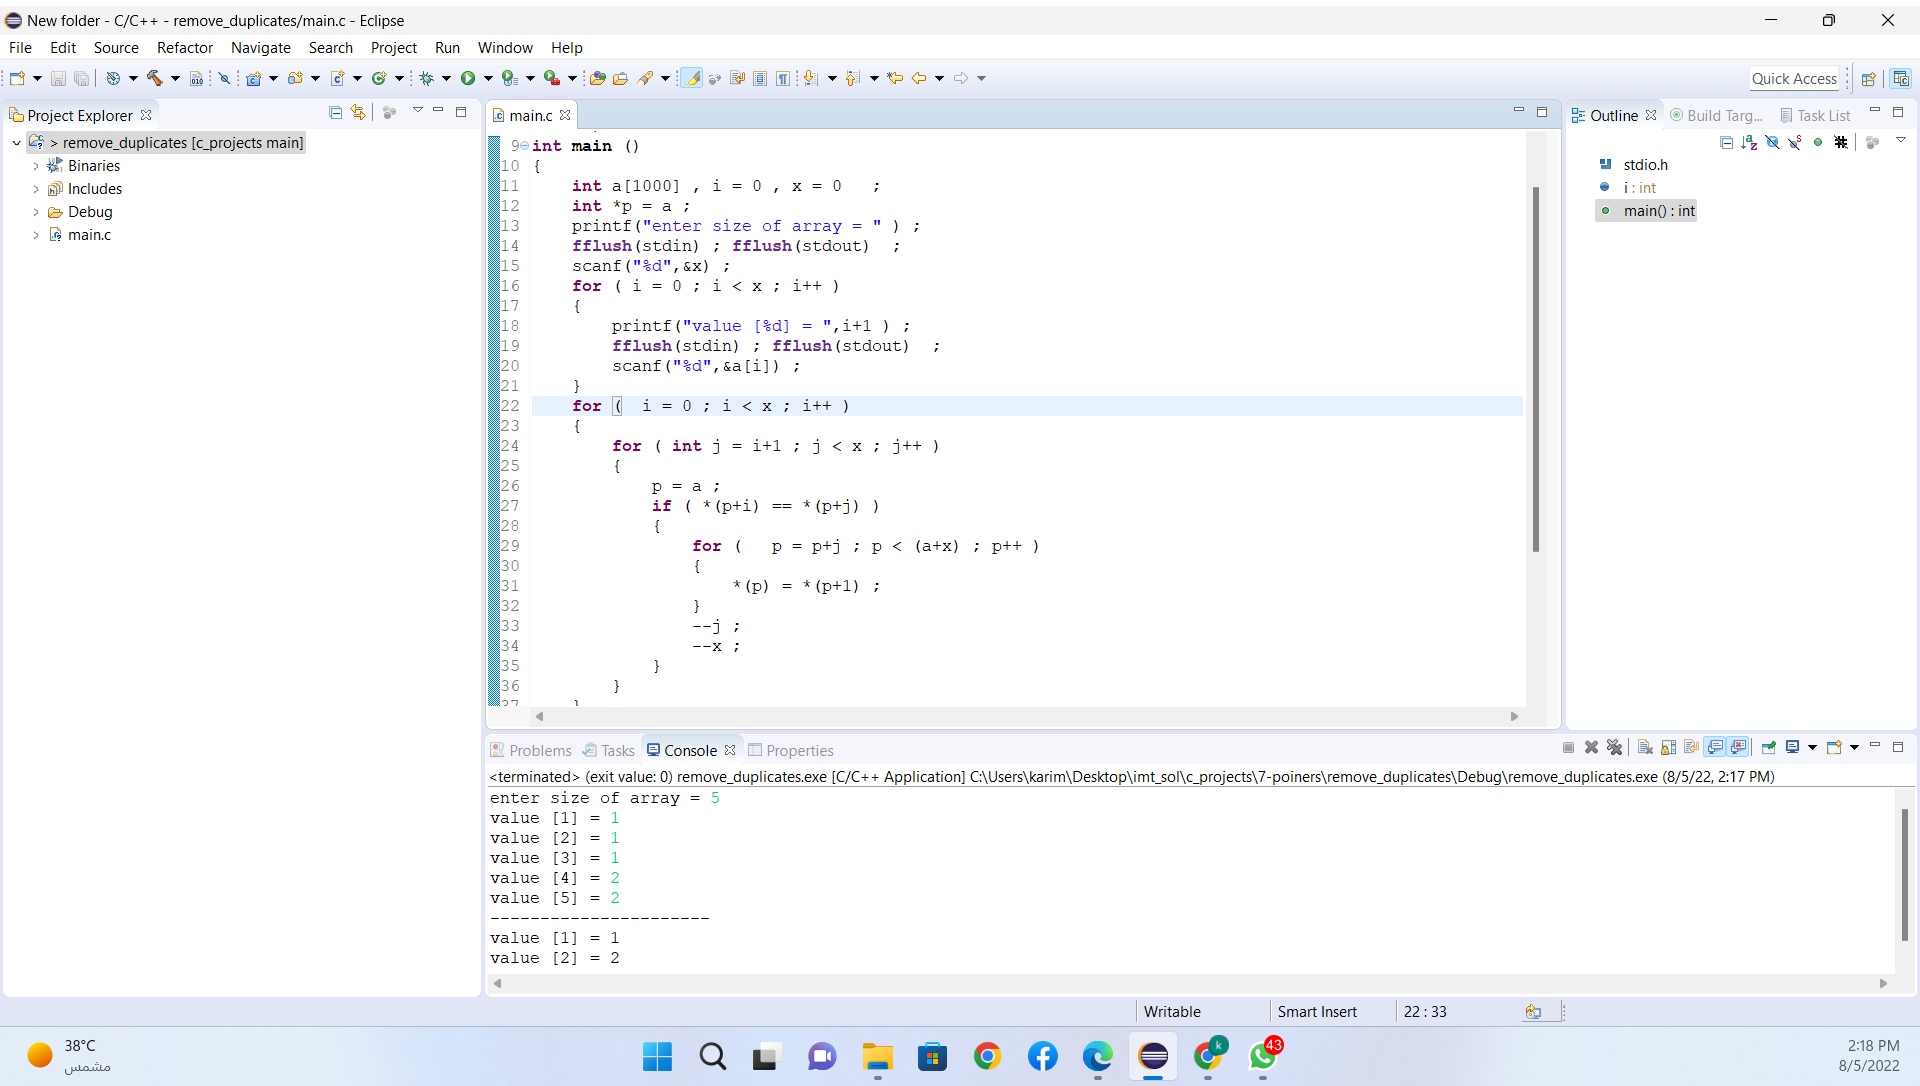 New folder - C/C++ - remove_duplicates/main.c - Eclipse
File Edit Source Refactor Navigate Search Project Run Window Help
Quick Access
Project Explorer
> remove_duplicates [c_projects main]
Binaries
Includes
Debug
main.c
main.c
9 int main ()
10 {
11 int a[1000] , i = 0 , x = 0 ;
12 int *p = a ;
13 printf("enter size of array = " ) ;
14 fflush(stdin) ; fflush(stdout) ;
15 scanf("%d",&x) ;
16 for ( i = 0 ; i < x ; i++ )
17 {
18 printf("value [%d] = ",i+1 ) ;
19 fflush(stdin) ; fflush(stdout) ;
20 scanf("%d",&a[i]) ;
21 }
22 for ( i = 0 ; i < x ; i++ )
23 {
24 for ( int j = i+1 ; j < x ; j++ )
25 {
26 p = a ;
27 if ( *(p+i) == *(p+j) )
28 {
29 for ( p = p+j ; p < (a+x) ; p++ )
30 {
31 *(p) = *(p+1) ;
32 }
33 --j ;
34 --x ;
35 }
36 }
37 }
Outline Build Targ... Task List
stdio.h
i : int
main() : int
Problems Tasks Console Properties
<terminated> (exit value: 0) remove_duplicates.exe [C/C++ Application] C:\Users\karim\Desktop\imt_sol\c_projects\7-poiners\remove_duplicates\Debug\remove_duplicates.exe (8/5/22, 2:17 PM)
enter size of array = 5
value [1] = 1
value [2] = 1
value [3] = 1
value [4] = 2
value [5] = 2
----------------------
value [1] = 1
value [2] = 2
Writable Smart Insert 22 : 33
38°C
مشمس
k
43
2:18 PM
8/5/2022